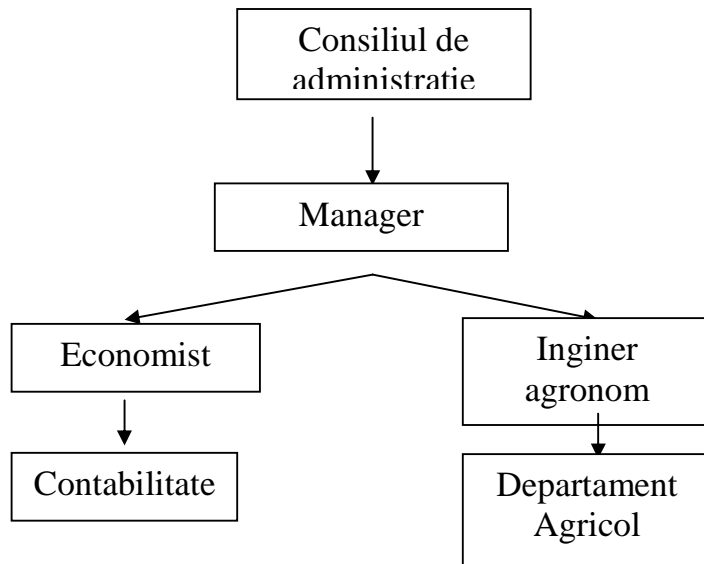 Consiliul de
administratie
Manager
Economist
Inginer
agronom
Contabilitate
Departament
Agricol